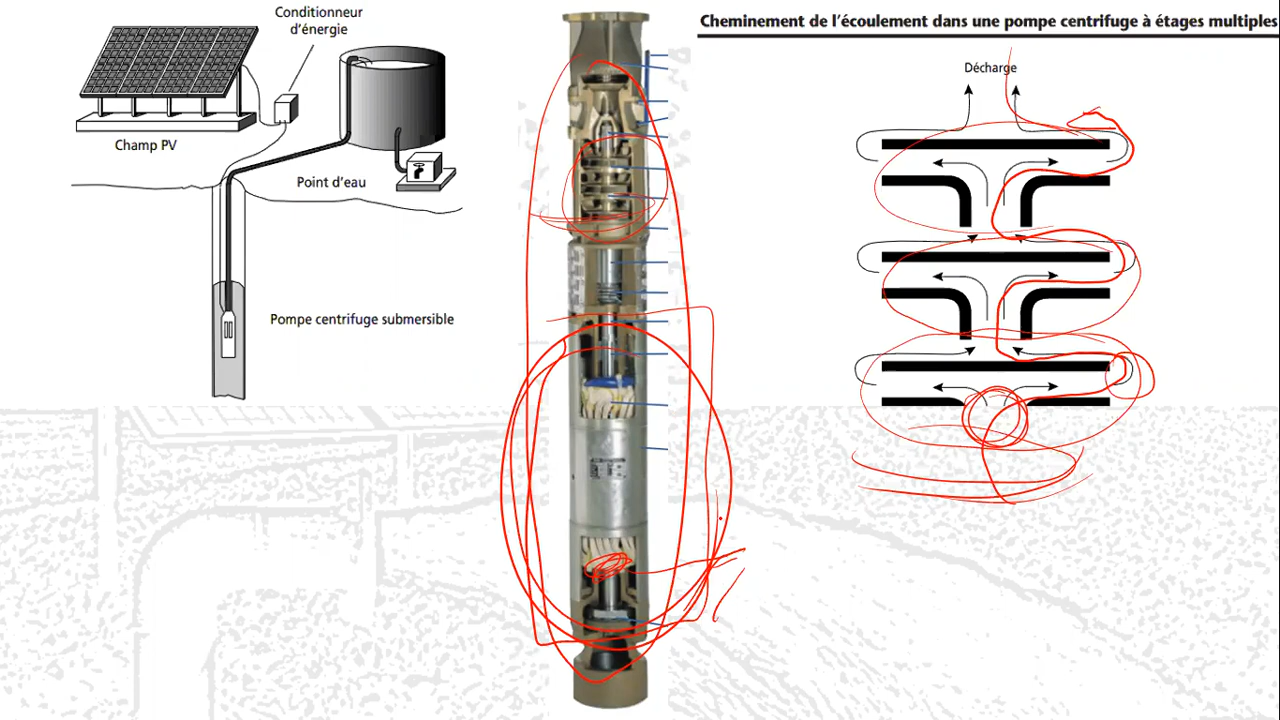 Conditionneur
d'énergie
Champ PV
Point d'eau
Pompe centrifuge submersible
Cheminement de l'écoulement dans une pompe centrifuge à étages multiples
Décharge